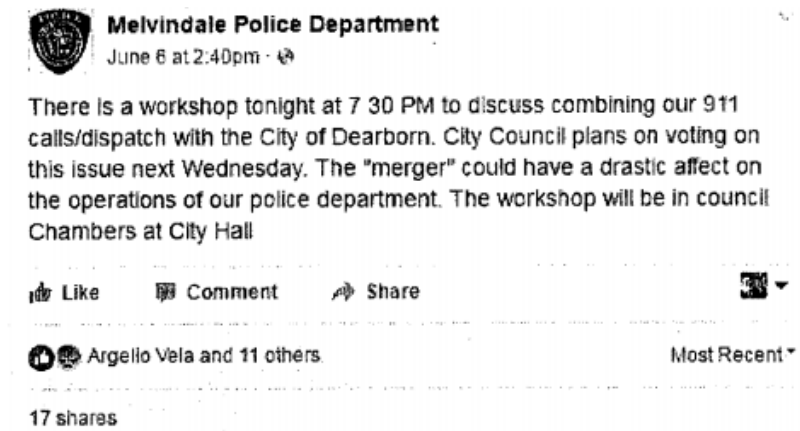 Melvindale Police Department
June 6 at 2:40pm ·
There is a workshop tonight at 7 30 PM to discuss combining our 911
calls/dispatch with the City of Dearborn. City Council plans on voting on
this issue next Wednesday. The "merger" could have a drastic affect on
the operations of our police department. The workshop will be in council
Chambers at City Hall
Like Comment Share
Argelio Vela and 11 others
Most Recent
17 shares